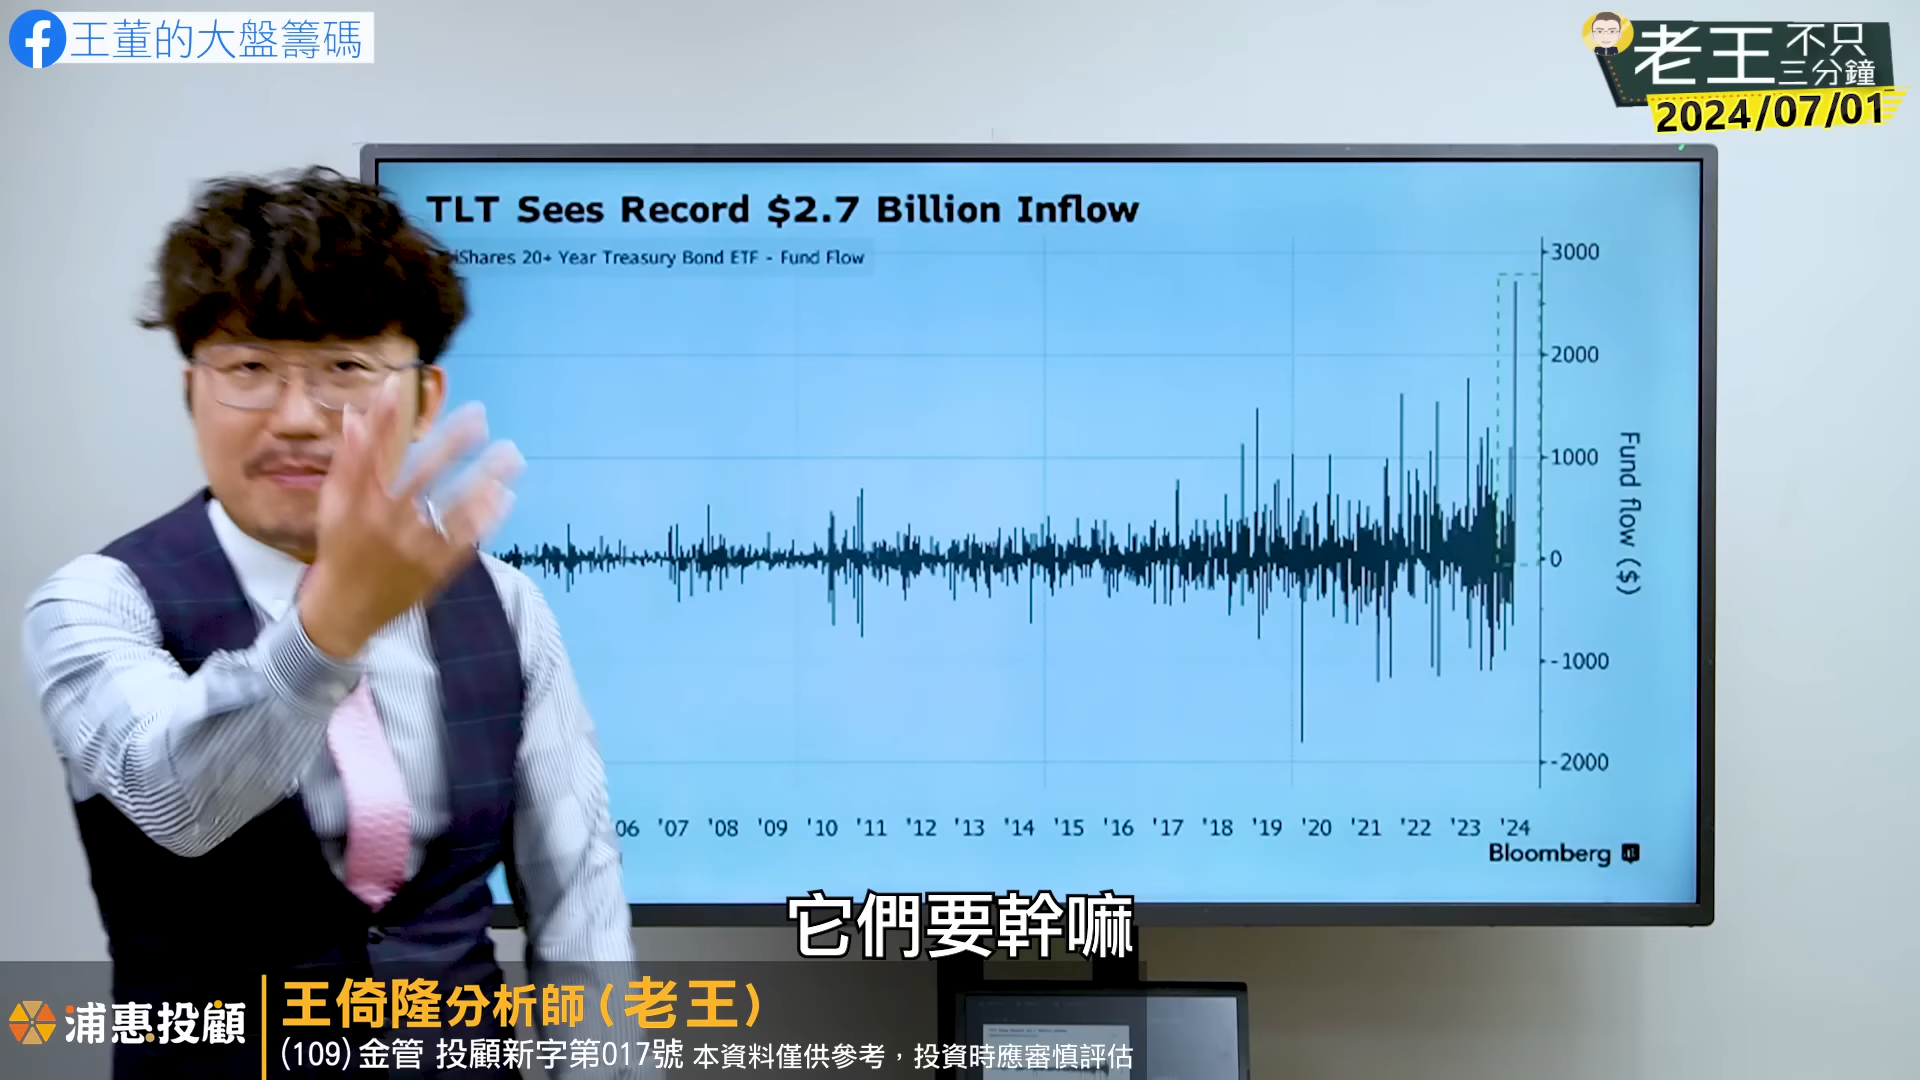 王董的大盤籌碼
老王不只三分鐘
2024/07/01
TLT Sees Record $2.7 Billion Inflow
iShares 20+ Year Treasury Bond ETF - Fund Flow
3000
2000
1000
0
-1000
-2000
Fund flow ($)
06 '07 '08 '09 '10 '11 '12 '13 '14 '15 '16 '17 '18 '19 '20 '21 '22 '23 '24
Bloomberg
它們要幹嘛
浦惠投顧
王倚隆分析師(老王)
(109)金管 投顧新字第017號 本資料僅供參考，投資時應審慎評估